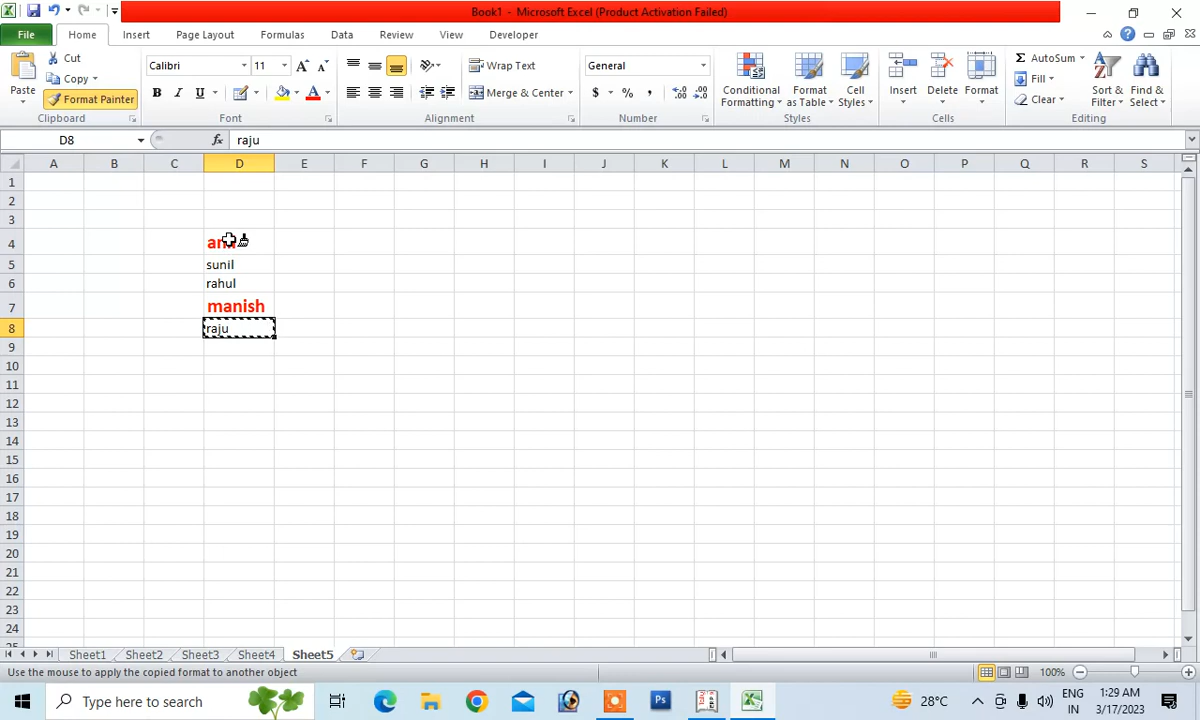 Book1 - Microsoft Excel (Product Activation Failed)
File Home Insert Page Layout Formulas Data Review View Developer
Paste
Cut
Copy
Format Painter
Clipboard
Calibri 11
B I U
Font
Wrap Text
Merge & Center
Alignment
General
$ % ,
Number
Conditional Formatting
Format as Table
Cell Styles
Styles
Insert Delete Format
Cells
Σ AutoSum
Fill
Clear
Sort & Filter
Find & Select
Editing
D8 fx raju
A B C D E F G H I J K L M N O P Q R S
1
2
3
4
5 sunil
6 rahul
7 manish
8 raju
9
10
11
12
13
14
15
16
17
18
19
20
21
22
23
24
Sheet1 Sheet2 Sheet3 Sheet4 Sheet5
Use the mouse to apply the copied format to another object 100%
Type here to search
Ps
28°C
ENG
IN
1:29 AM
3/17/2023